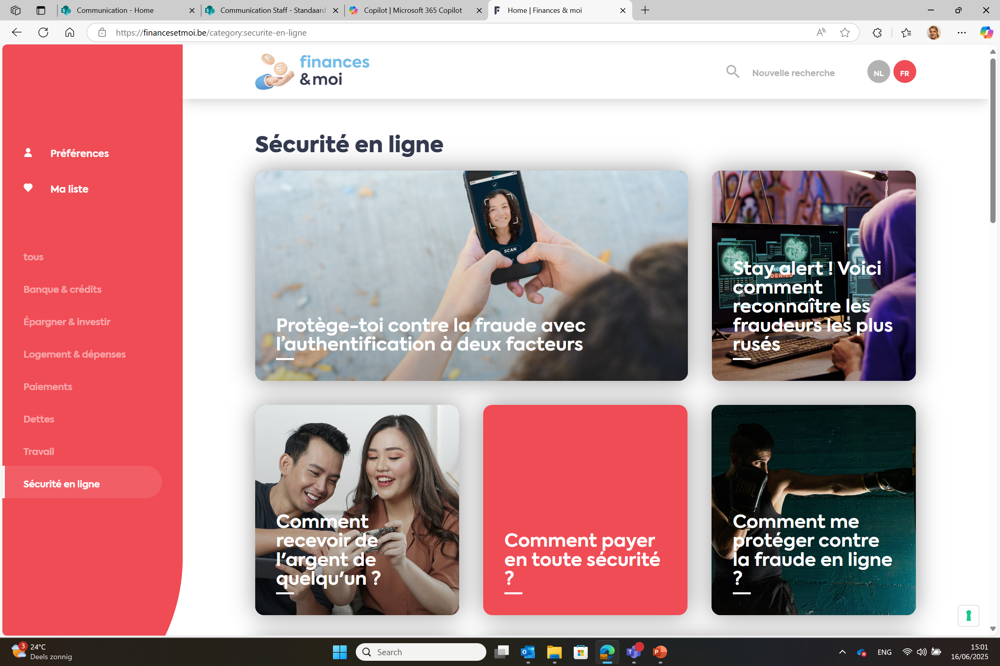 Communication - Home
Communication Staff - Standaard
Copilot | Microsoft 365 Copilot
Home | Finances & moi
https://financesetmoi.be/category:securite-en-ligne
finances
& moi
Nouvelle recherche
NL
FR
Préférences
Ma liste
tous
Banque & crédits
Épargner & investir
Logement & dépenses
Paiements
Dettes
Travail
Sécurité en ligne
Sécurité en ligne
SCAN
Protège-toi contre la fraude avec
l’authentification à deux facteurs
DENIED
Stay alert ! Voici
comment
reconnaître les
fraudeurs les plus
rusés
Comment
recevoir de
l'argent de
quelqu'un ?
Comment payer
en toute sécurité
?
LEONE
Comment me
protéger contre
la fraude en ligne
?
3
24°C
Deels zonnig
Search
ENG
15:01
16/06/2025